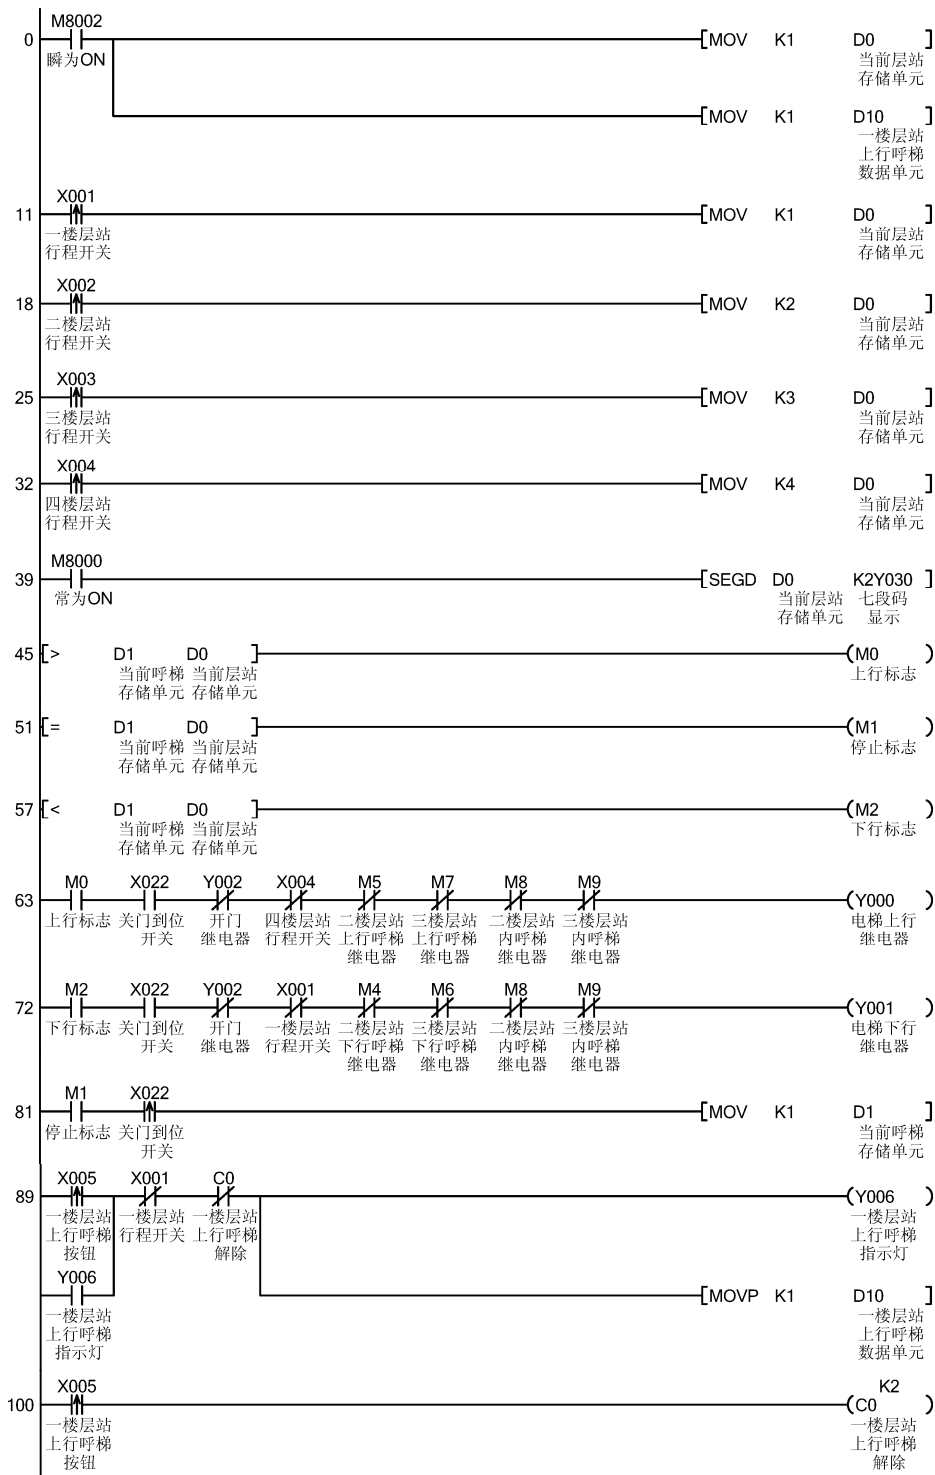 M8002
0 [MOV K1 D0 ]
瞬为ON 当前层站
存储单元
[MOV K1 D10 ]
一楼层站
上行呼梯
数据单元
X001
11 [MOV K1 D0 ]
一楼层站 当前层站
行程开关 存储单元
X002
18 [MOV K2 D0 ]
二楼层站 当前层站
行程开关 存储单元
X003
25 [MOV K3 D0 ]
三楼层站 当前层站
行程开关 存储单元
X004
32 [MOV K4 D0 ]
四楼层站 当前层站
行程开关 存储单元
M8000
39 [SEGD D0 K2Y030 ]
常为ON 当前层站 七段码
存储单元 显示
45 [> D1 D0 ] (M0 )
当前呼梯 当前层站 上行标志
存储单元 存储单元
51 [= D1 D0 ] (M1 )
当前呼梯 当前层站 停止标志
存储单元 存储单元
57 [< D1 D0 ] (M2 )
当前呼梯 当前层站 下行标志
存储单元 存储单元
M0 X022 Y002 X004 M5 M7 M8 M9
63 (Y000 )
上行标志 关门到位 开门 四楼层站 二楼层站 三楼层站 二楼层站 三楼层站 电梯上行
开关 继电器 行程开关 上行呼梯 上行呼梯 内呼梯 内呼梯 继电器
继电器 继电器 继电器 继电器
M2 X022 Y002 X001 M4 M6 M8 M9
72 (Y001 )
下行标志 关门到位 开门 一楼层站 二楼层站 三楼层站 二楼层站 三楼层站 电梯下行
开关 继电器 行程开关 下行呼梯 下行呼梯 内呼梯 内呼梯 继电器
继电器 继电器 继电器 继电器
M1 X022
81 [MOV K1 D1 ]
停止标志 关门到位 当前呼梯
开关 存储单元
X005 X001 C0
89 (Y006 )
一楼层站 一楼层站 一楼层站 一楼层站
上行呼梯 行程开关 上行呼梯 上行呼梯
按钮 解除 指示灯
Y006
[MOVP K1 D10 ]
一楼层站 一楼层站
上行呼梯 上行呼梯
指示灯 数据单元
X005 K2
100 (C0 )
一楼层站 一楼层站
上行呼梯 上行呼梯
按钮 解除